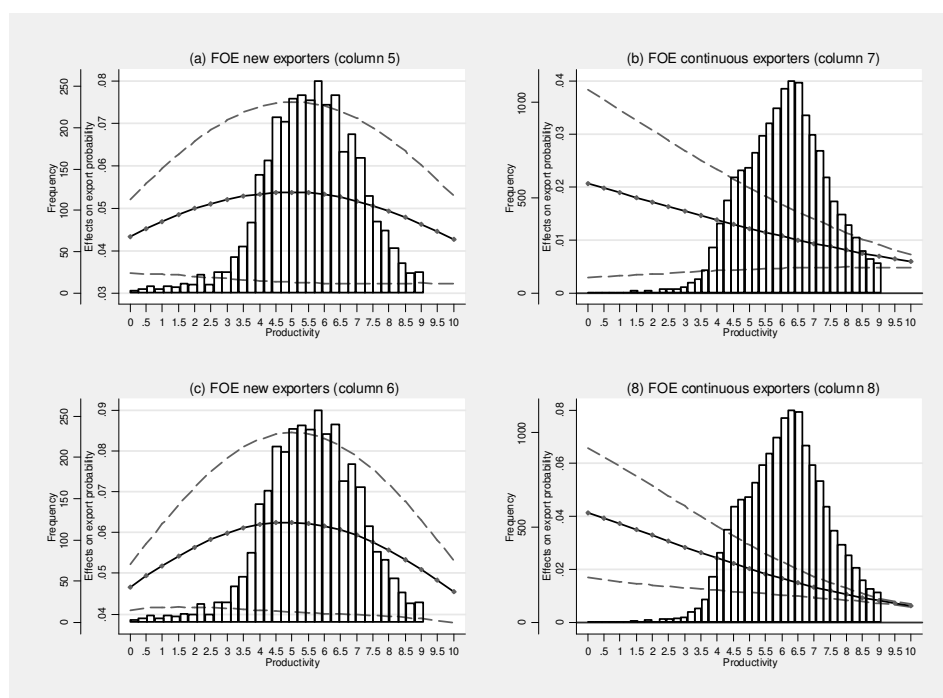 (a) FOE new exporters (column 5)
Frequency
0 50 100 150 200 250
Effects on export probability
.03 .04 .05 .06 .07 .08
0 .5 1 1.5 2 2.5 3 3.5 4 4.5 5 5.5 6 6.5 7 7.5 8 8.5 9 9.5 10
Productivity
(b) FOE continuous exporters (column 7)
Frequency
0 500 1000
Effects on export probability
0 .01 .02 .03 .04
0 .5 1 1.5 2 2.5 3 3.5 4 4.5 5 5.5 6 6.5 7 7.5 8 8.5 9 9.5 10
Productivity
(c) FOE new exporters (column 6)
Frequency
0 50 100 150 200 250
Effects on export probability
.04 .05 .06 .07 .08 .09
0 .5 1 1.5 2 2.5 3 3.5 4 4.5 5 5.5 6 6.5 7 7.5 8 8.5 9 9.5 10
Productivity
(8) FOE continuous exporters (column 8)
Frequency
0 500 1000
Effects on export probability
0 .02 .04 .06 .08
0 .5 1 1.5 2 2.5 3 3.5 4 4.5 5 5.5 6 6.5 7 7.5 8 8.5 9 9.5 10
Productivity